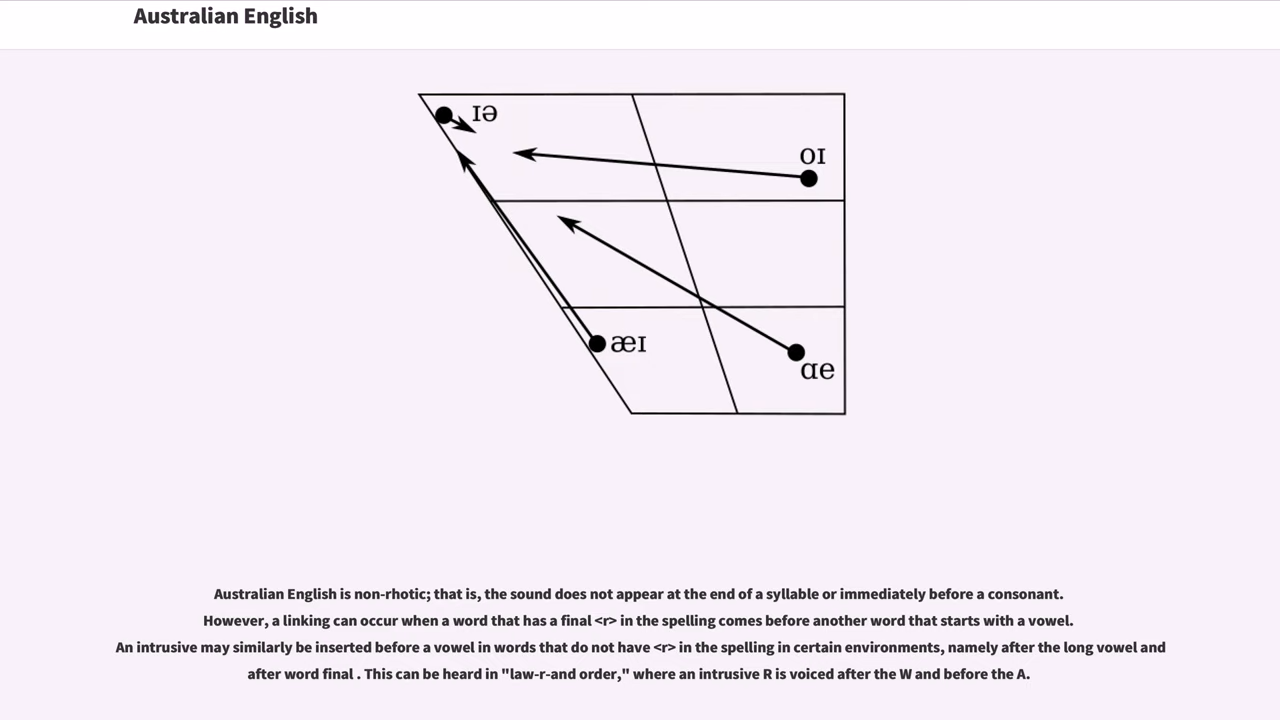 Australian English
ɪə
oɪ
æɪ
ɑe
Australian English is non-rhotic; that is, the sound does not appear at the end of a syllable or immediately before a consonant.
However, a linking can occur when a word that has a final <r> in the spelling comes before another word that starts with a vowel.
An intrusive may similarly be inserted before a vowel in words that do not have <r> in the spelling in certain environments, namely after the long vowel and
after word final . This can be heard in "law-r-and order," where an intrusive R is voiced after the W and before the A.